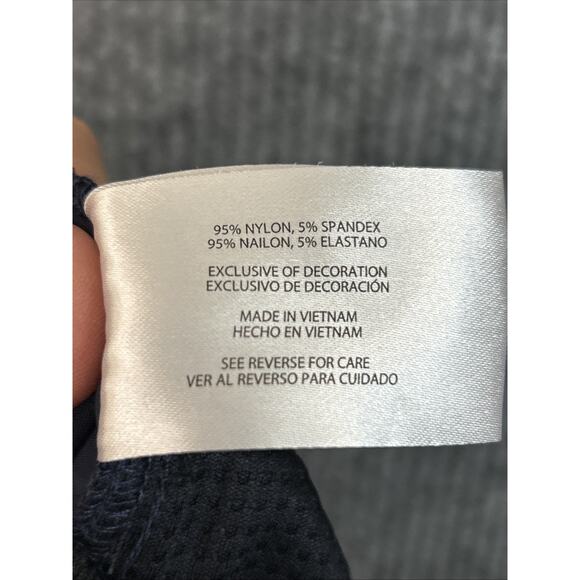 95% NYLON, 5% SPANDEX
95% NAILON, 5% ELASTANO
EXCLUSIVE OF DECORATION
EXCLUSIVO DE DECORACIÓN
MADE IN VIETNAM
HECHO EN VIETNAM
SEE REVERSE FOR CARE
VER AL REVERSO PARA CUIDADO